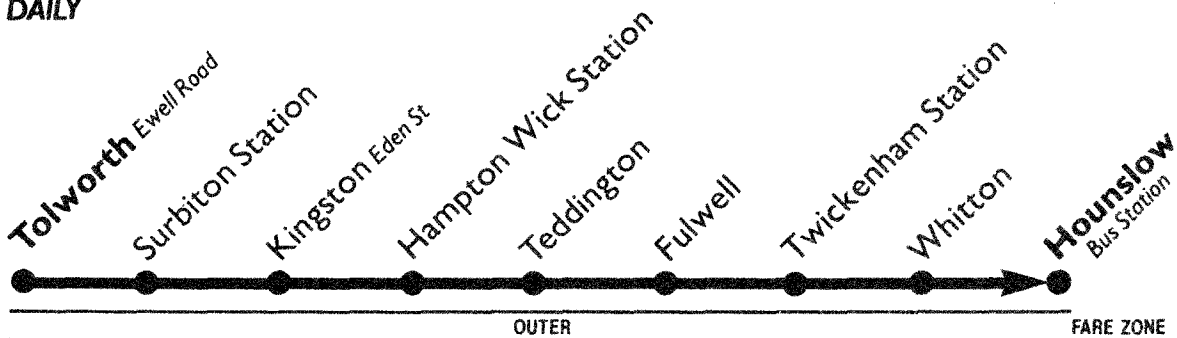 DAILY
Tolworth Ewell Road
Surbiton Station
Kingston Eden St
Hampton Wick Station
Teddington
Fulwell
Twickenham Station
Whitton
Hounslow
Bus Station
OUTER
FARE ZONE